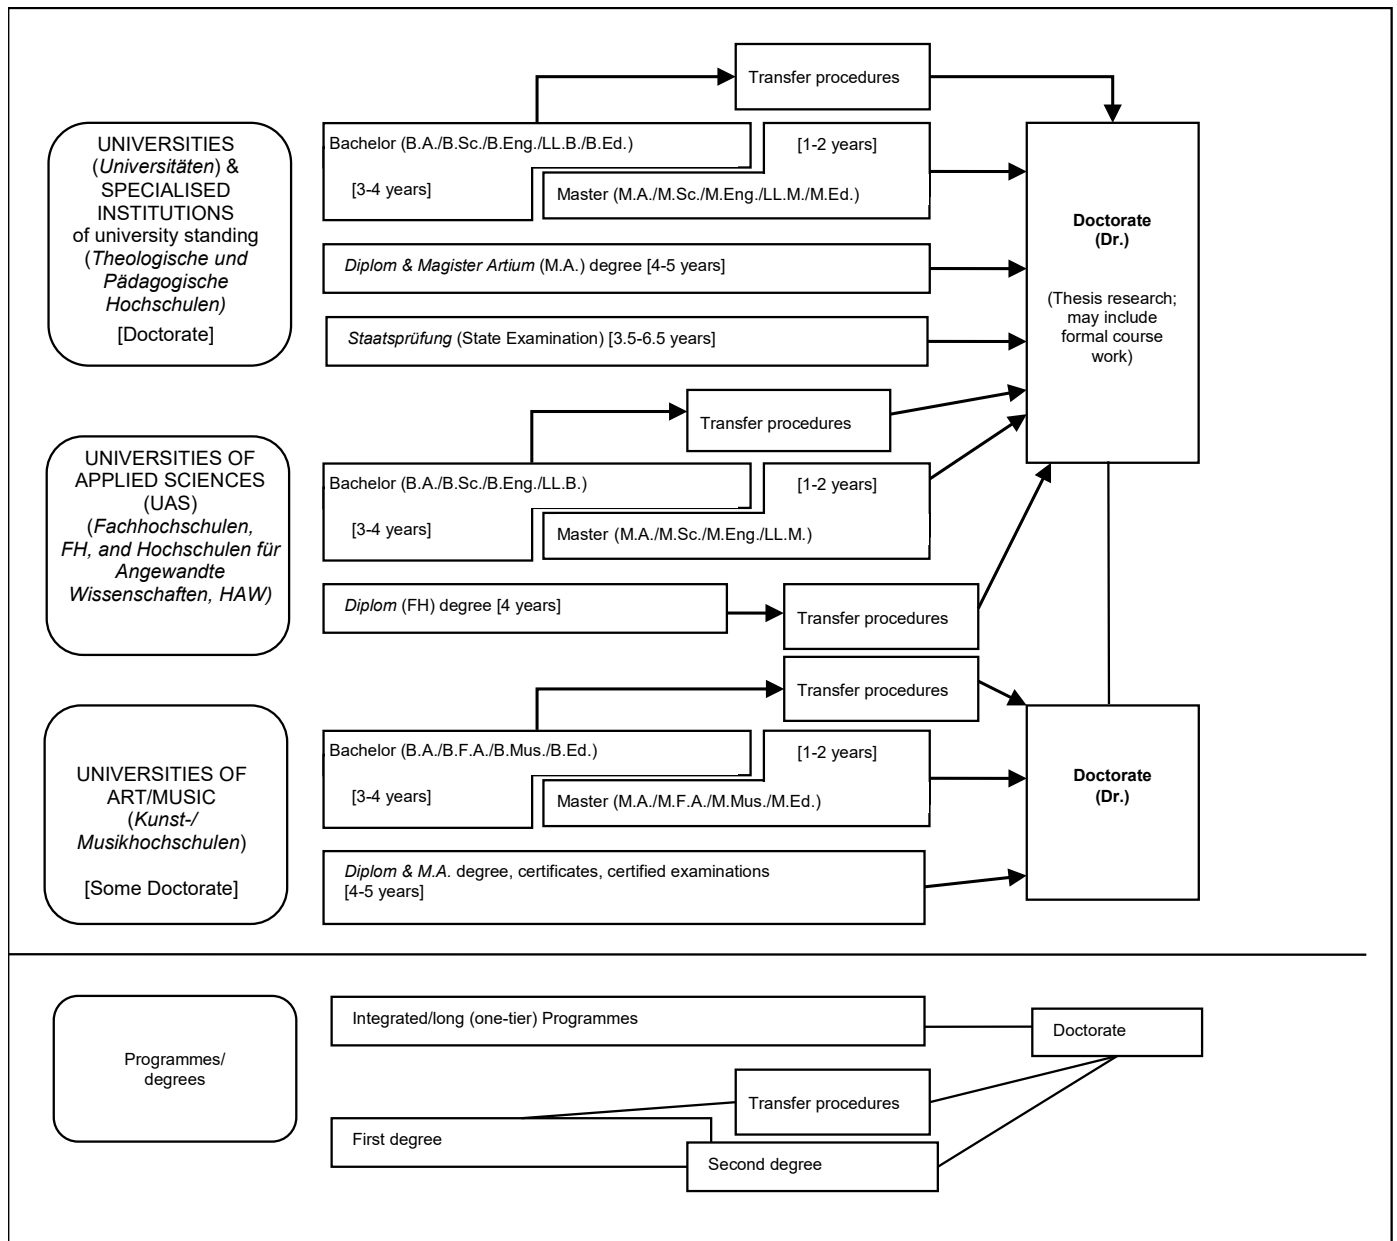 Transfer procedures
UNIVERSITIES
(Universitäten) &
SPECIALISED
INSTITUTIONS
of university standing
(Theologische und
Pädagogische
Hochschulen)
[Doctorate]
Bachelor (B.A./B.Sc./B.Eng./LL.B./B.Ed.)
[3-4 years]
[1-2 years]
Master (M.A./M.Sc./M.Eng./LL.M./M.Ed.)
Diplom & Magister Artium (M.A.) degree [4-5 years]
Staatsprüfung (State Examination) [3.5-6.5 years]
Doctorate
(Dr.)
(Thesis research;
may include
formal course
work)
Transfer procedures
UNIVERSITIES OF
APPLIED SCIENCES
(UAS)
(Fachhochschulen,
FH, and Hochschulen für
Angewandte
Wissenschaften, HAW)
Bachelor (B.A./B.Sc./B.Eng./LL.B.)
[3-4 years]
[1-2 years]
Master (M.A./M.Sc./M.Eng./LL.M.)
Diplom (FH) degree [4 years]
Transfer procedures
Transfer procedures
UNIVERSITIES OF
ART/MUSIC
(Kunst-/
Musikhochschulen)
[Some Doctorate]
Bachelor (B.A./B.F.A./B.Mus./B.Ed.)
[3-4 years]
[1-2 years]
Master (M.A./M.F.A./M.Mus./M.Ed.)
Diplom & M.A. degree, certificates, certified examinations
[4-5 years]
Doctorate
(Dr.)
Programmes/
degrees
Integrated/long (one-tier) Programmes
Doctorate
Transfer procedures
First degree
Second degree